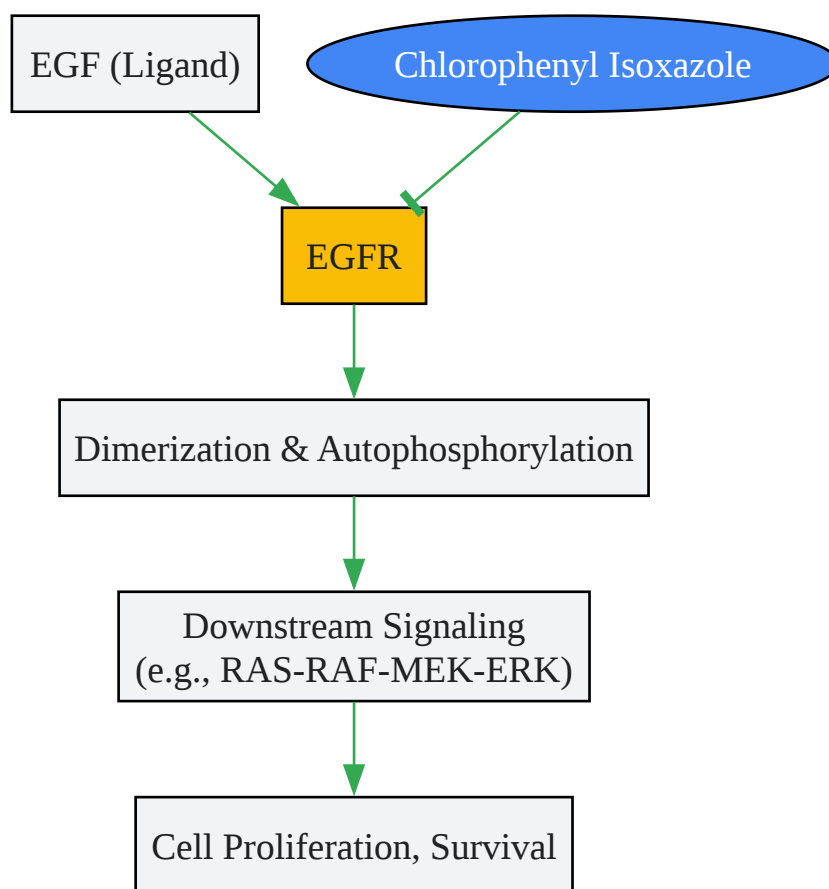 EGF (Ligand)
Chlorophenyl Isoxazole
EGFR
Dimerization & Autophosphorylation
Downstream Signaling
(e.g., RAS-RAF-MEK-ERK)
Cell Proliferation, Survival